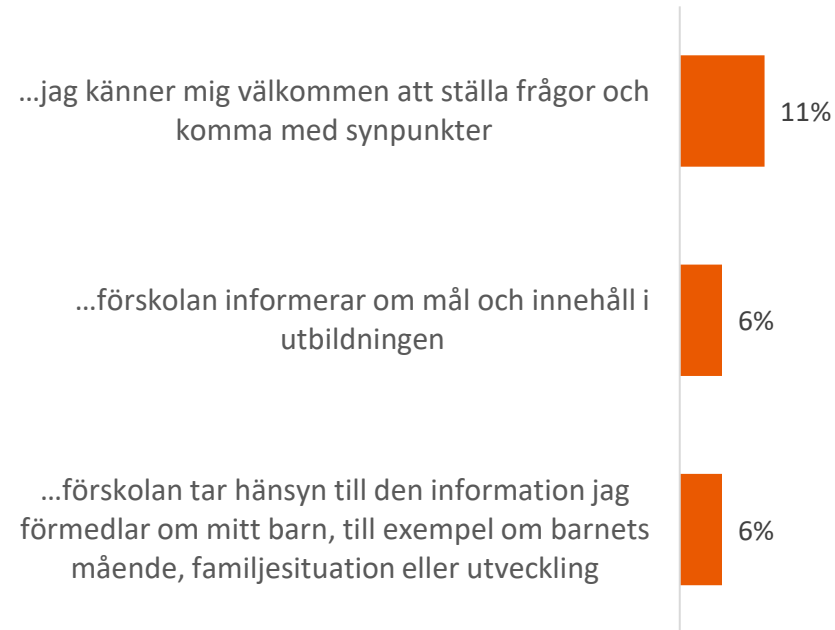 ...jag känner mig välkommen att ställa frågor och
komma med synpunkter
11%
...förskolan informerar om mål och innehåll i
utbildningen
6%
...förskolan tar hänsyn till den information jag
förmedlar om mitt barn, till exempel om barnets
mående, familjesituation eller utveckling
6%